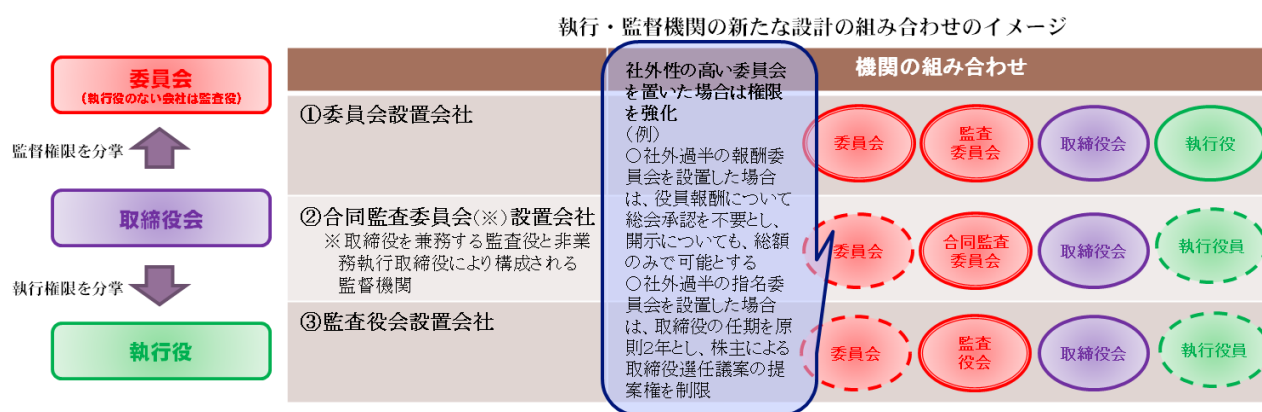 執行・監督機関の新たな設計の組み合わせのイメージ
委員会
(執行役のない会社は監査役)
監督権限を分掌
取締役会
執行権限を分掌
執行役
機関の組み合わせ
①委員会設置会社
②合同監査委員会(※)設置会社
※取締役を兼務する監査役と非業
務執行取締役により構成される
監督機関
③監査役会設置会社
社外性の高い委員会
を置いた場合は権限
を強化
(例)
○社外過半の報酬委
員会を設置した場合
は、役員報酬について
総会承認を不要とし、
開示についても、総額
のみで可能とする
○社外過半の指名委
員会を設置した場合
は、取締役の任期を原
則2年とし、株主による
取締役選任議案の提
案権を制限
委員会
監査
委員会
取締役会
執行役
委員会
合同監査
委員会
取締役会
執行役員
委員会
監査
役会
取締役会
執行役員